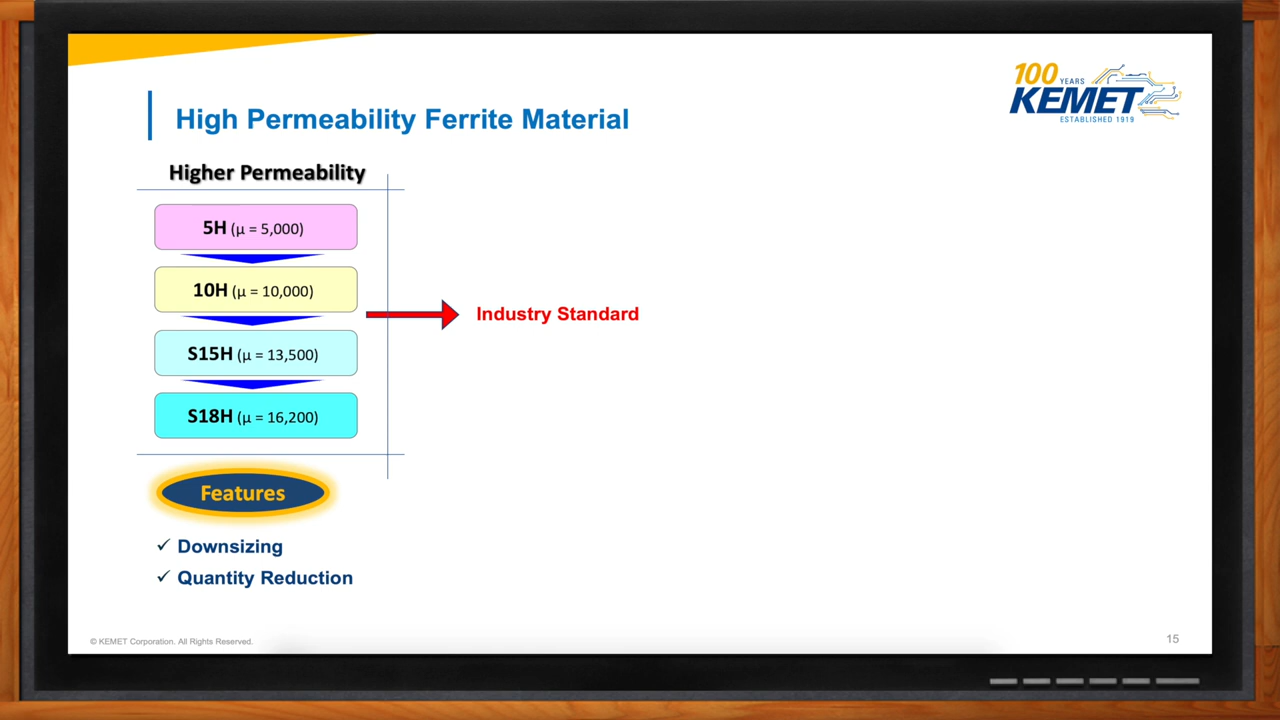 100 YEARS
KEMET
ESTABLISHED 1919
High Permeability Ferrite Material
Higher Permeability
5H (μ = 5,000)
10H (μ = 10,000)
Industry Standard
S15H (μ = 13,500)
S18H (μ = 16,200)
Features
✓ Downsizing
✓ Quantity Reduction
© KEMET Corporation. All Rights Reserved.
15